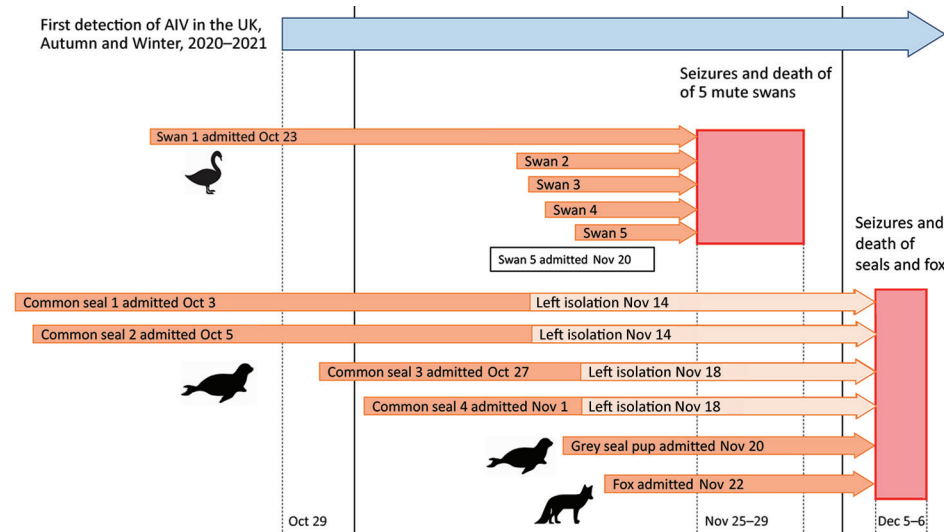 First detection of AIV in the UK,
Autumn and Winter, 2020–2021
Seizures and death of
of 5 mute swans
Swan 1 admitted Oct 23
Swan 2
Swan 3
Swan 4
Swan 5
Swan 5 admitted Nov 20
Seizures and
death of
seals and fox
Common seal 1 admitted Oct 3
Left isolation Nov 14
Common seal 2 admitted Oct 5
Left isolation Nov 14
Common seal 3 admitted Oct 27
Left isolation Nov 18
Common seal 4 admitted Nov 1
Left isolation Nov 18
Grey seal pup admitted Nov 20
Fox admitted Nov 22
Oct 29
Nov 25–29
Dec 5–6